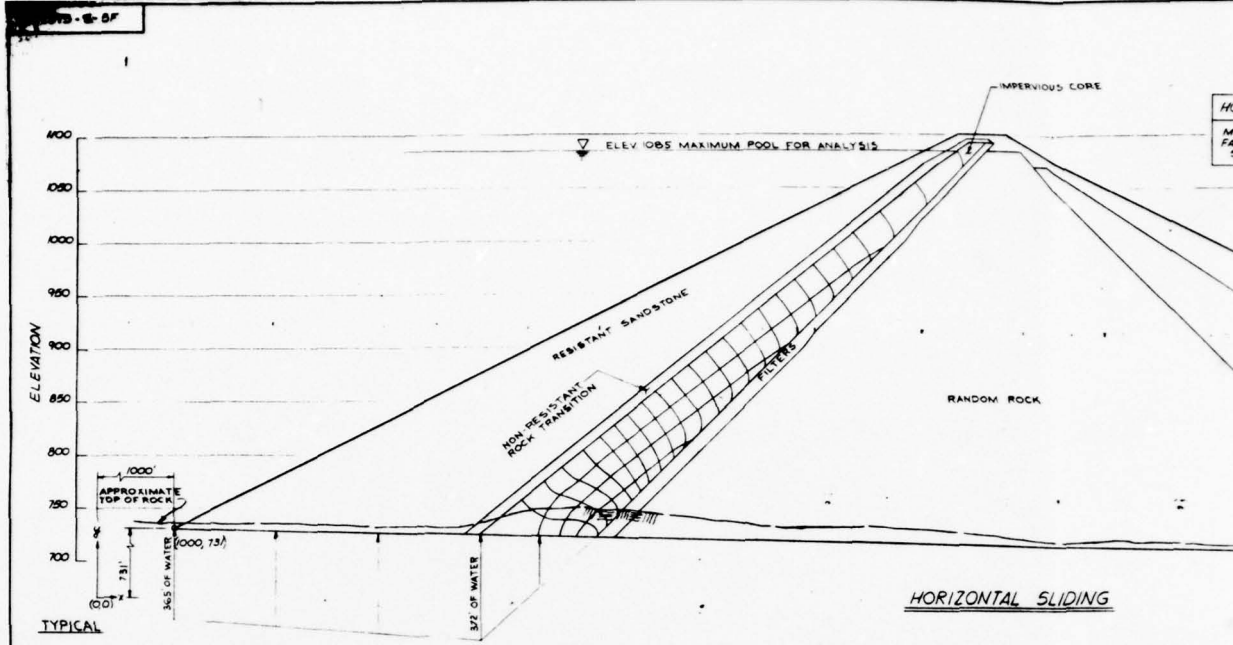 IMPERVIOUS CORE
ELEV 1085 MAXIMUM POOL FOR ANALYSIS
1100
1050
1000
950
900
850
800
750
700
ELEVATION
RESISTANT SANDSTONE
NON-RESISTANT
ROCK TRANSITION
FILTERS
RANDOM ROCK
1000'
APPROXIMATE
TOP OF ROCK
(1000, 731)
731'
(0,0)
X
365' OF WATER
372' OF WATER
HORIZONTAL SLIDING
TYPICAL